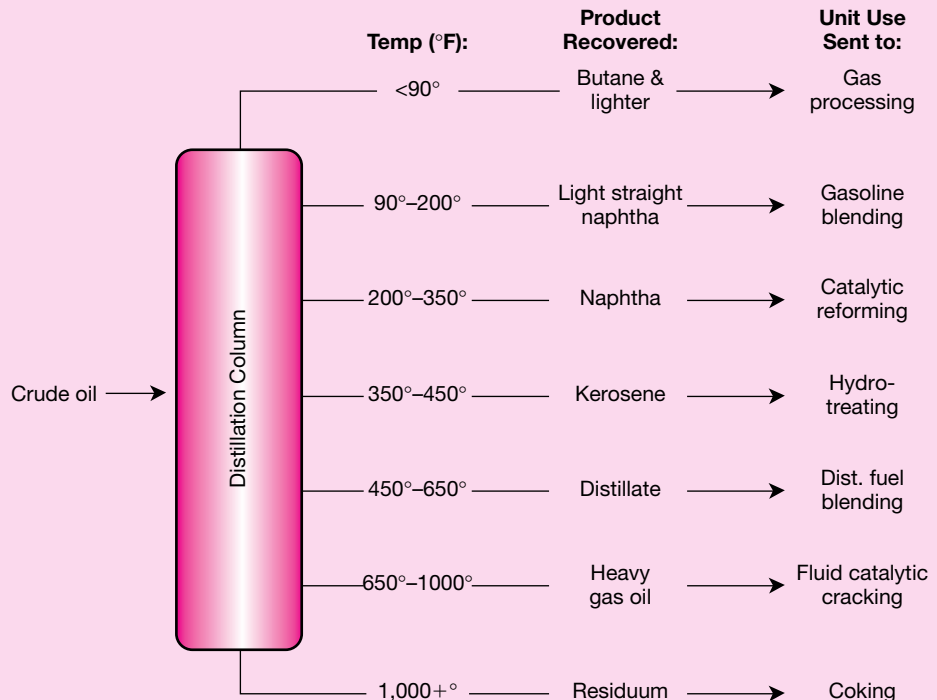 Temp (°F):
Product
Recovered:
Unit Use
Sent to:
<90°
Butane &
lighter
Gas
processing
90°–200°
Light straight
naphtha
Gasoline
blending
200°–350°
Naphtha
Catalytic
reforming
Crude oil
Distillation Column
350°–450°
Kerosene
Hydro-
treating
450°–650°
Distillate
Dist. fuel
blending
650°–1000°
Heavy
gas oil
Fluid catalytic
cracking
1,000+°
Residuum
Coking